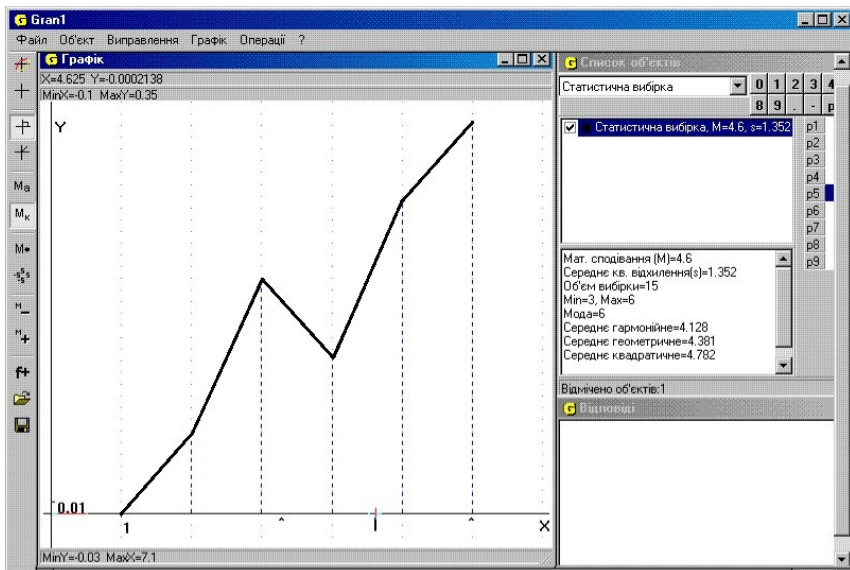 Gran1
Файл Об'єкт Виправлення Графік Операції ?
Графік
X=4.625 Y=-0.0002138
MinX=-0.1 MaxY=0.35
Y
0.01
1
X
MinY=-0.03 MaxX=7.1
Ma
Mк
M
M
M+
f+
Список об'єктів
Статистична вибірка
0 1 2 3 4
8 9 . - p
Статистична вибірка, M=4.6, s=1.352
p1
p2
p3
p4
p5
p6
p7
p8
p9
Мат. сподівання (M)=4.6
Середнє кв. відхилення(s)=1.352
Об'єм вибірки=15
Min=3, Max=6
Мода=6
Середнє гармонійне=4.128
Середнє геометричне=4.381
Середнє квадратичне=4.782
Відмічено об'єктів:1
Відповіді